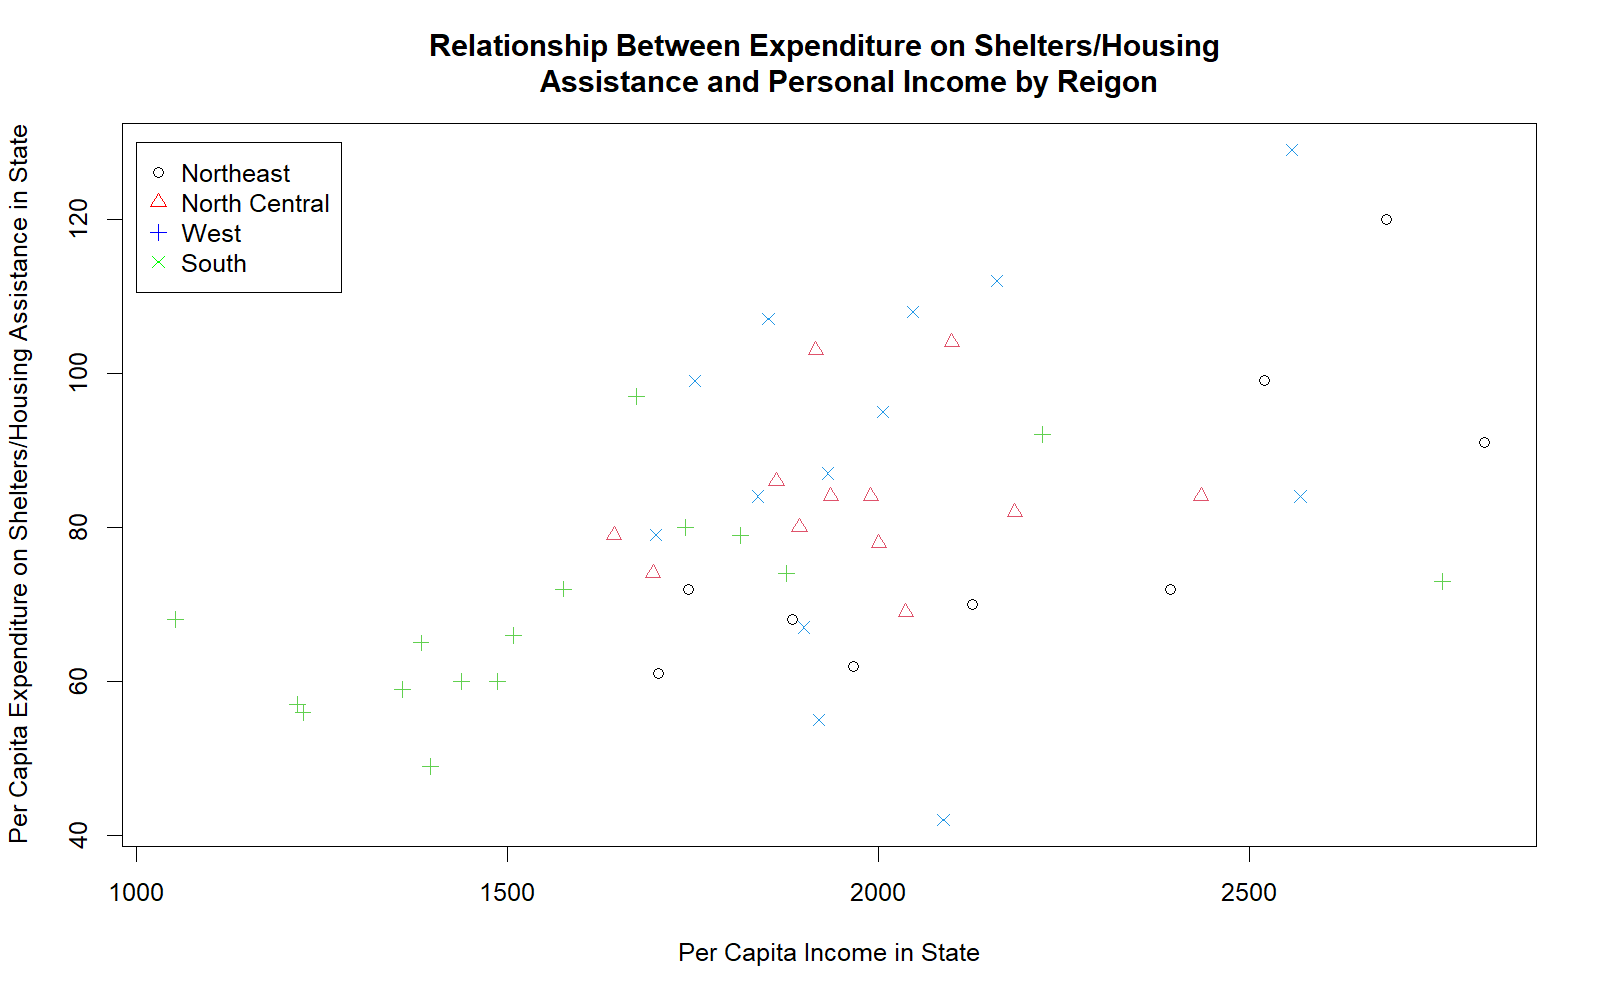 Relationship Between Expenditure on Shelters/Housing
Assistance and Personal Income by Reigon
Per Capita Expenditure on Shelters/Housing Assistance in State
Northeast
North Central
West
South
120
100
80
60
40
1000 1500 2000 2500
Per Capita Income in State